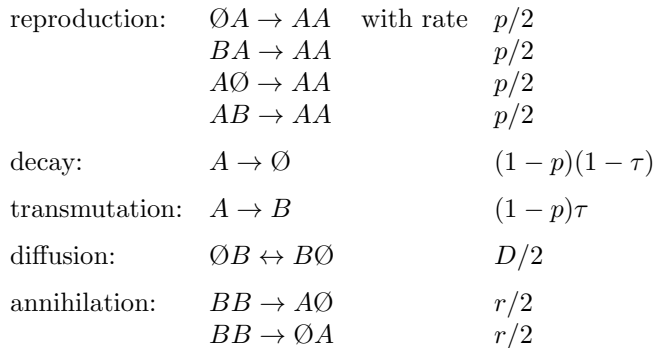 reproduction: ØA → AA with rate p/2
BA → AA p/2
AØ → AA p/2
AB → AA p/2
decay: A → Ø (1 − p)(1 − τ)
transmutation: A → B (1 − p)τ
diffusion: ØB ↔ BØ D/2
annihilation: BB → AØ r/2
BB → ØA r/2